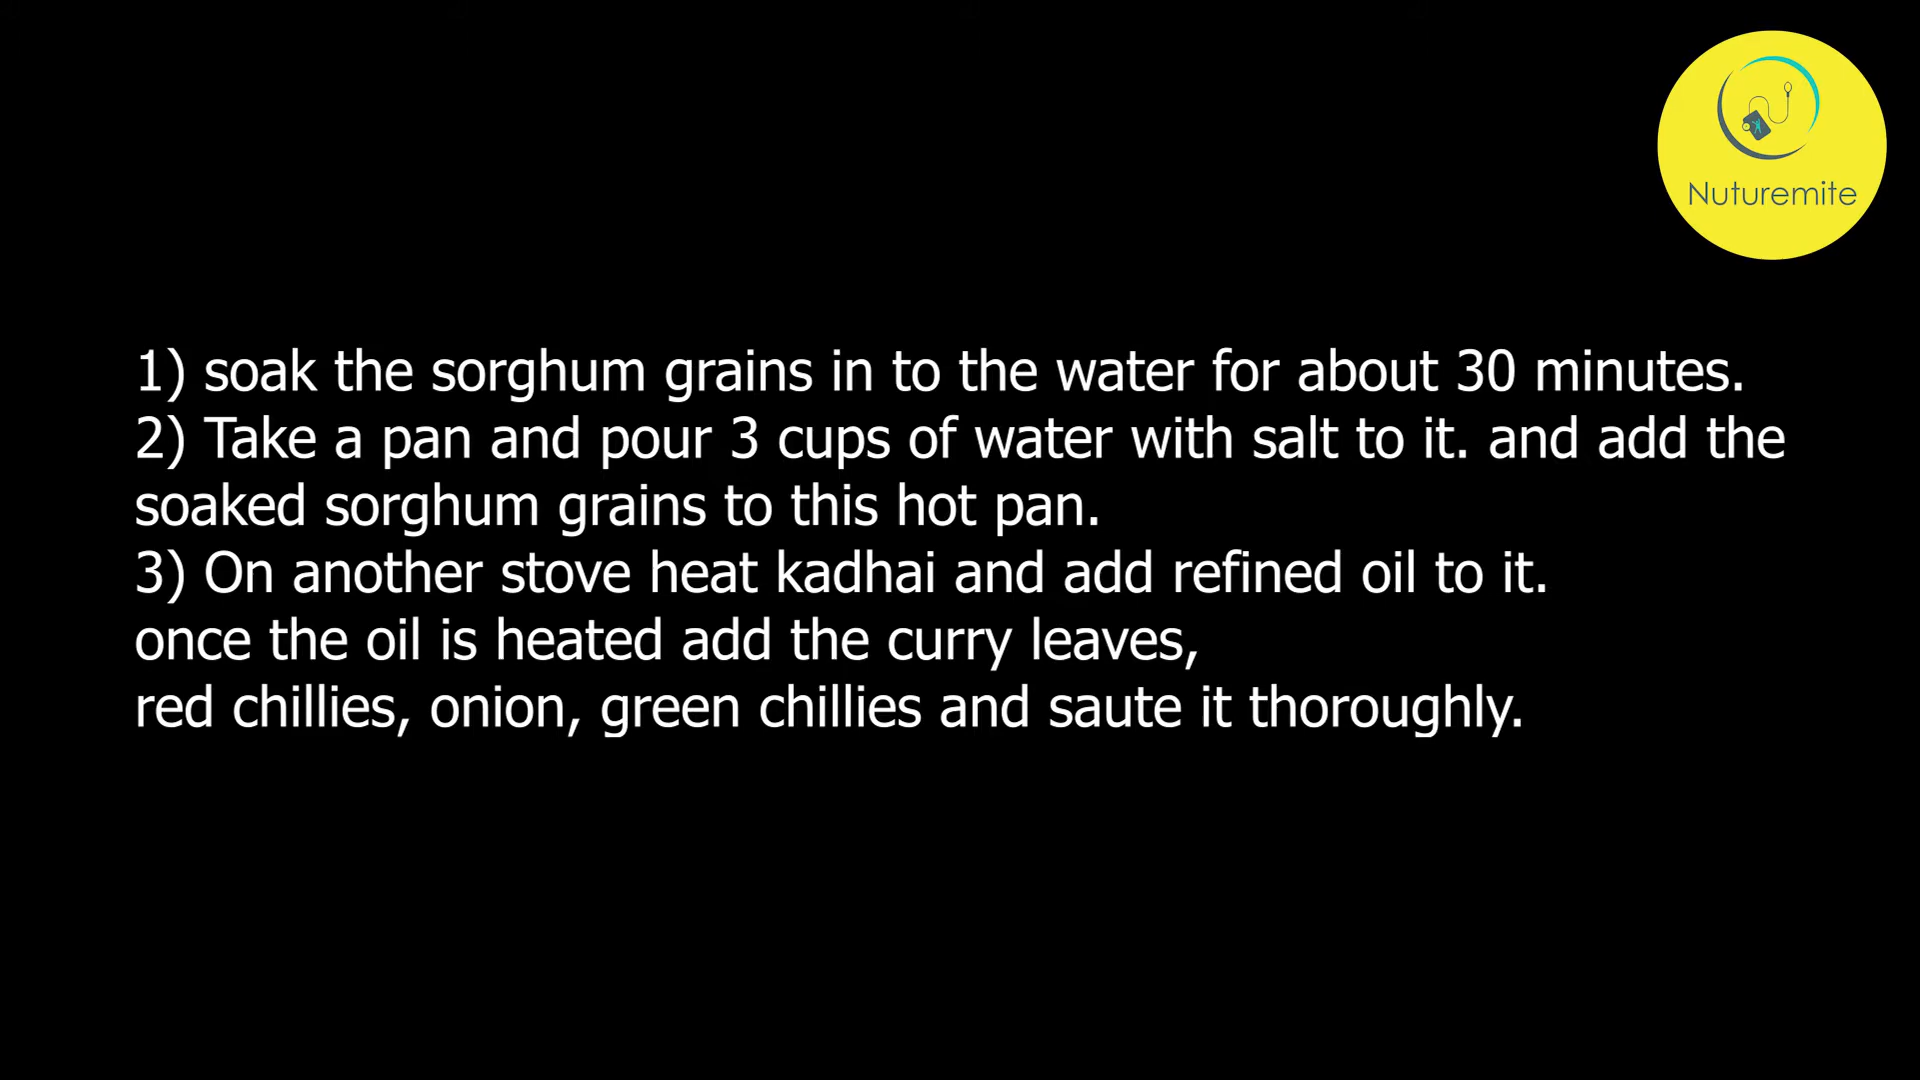 Nuturemite
1) soak the sorghum grains in to the water for about 30 minutes.
2) Take a pan and pour 3 cups of water with salt to it. and add the
soaked sorghum grains to this hot pan.
3) On another stove heat kadhai and add refined oil to it.
once the oil is heated add the curry leaves,
red chillies, onion, green chillies and saute it thoroughly.